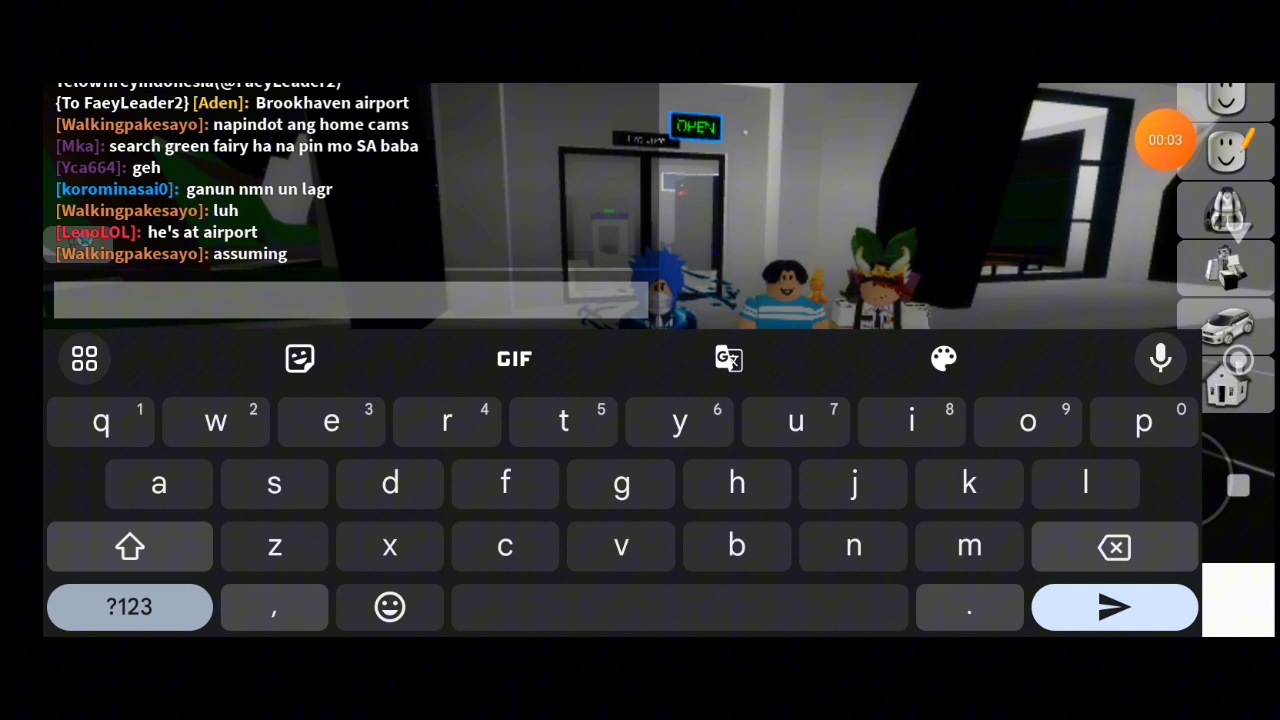 {To FaeyLeader2} [Aden]: Brookhaven airport
[Walkingpakesayo]: napindot ang home cams
[Mka]: search green fairy ha na pin mo SA baba
[Yca664]: geh
[korominasai0]: ganun nmn un lagr
[Walkingpakesayo]: luh
[LenoLOL]: he's at airport
[Walkingpakesayo]: assuming
OPEN
00:03
GIF
q 1 w 2 e 3 r 4 t 5 y 6 u 7 i 8 o 9 p 0
a s d f g h j k l
z x c v b n m
?123 , .